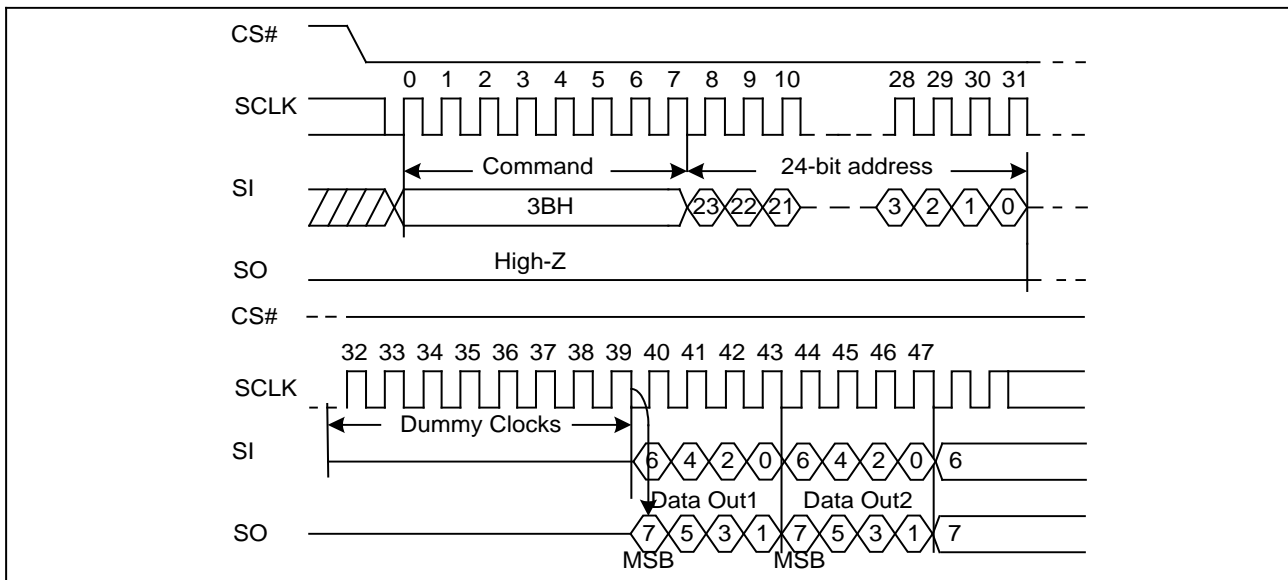 CS#
0 1 2 3 4 5 6 7 8 9 10 28 29 30 31
SCLK
Command 24-bit address
SI
3BH 23 22 21 3 2 1 0
High-Z
SO
CS#
32 33 34 35 36 37 38 39 40 41 42 43 44 45 46 47
SCLK
Dummy Clocks
SI
6 4 2 0 6 4 2 0 6
Data Out1 Data Out2
SO
7 5 3 1 7 5 3 1 7
MSB MSB